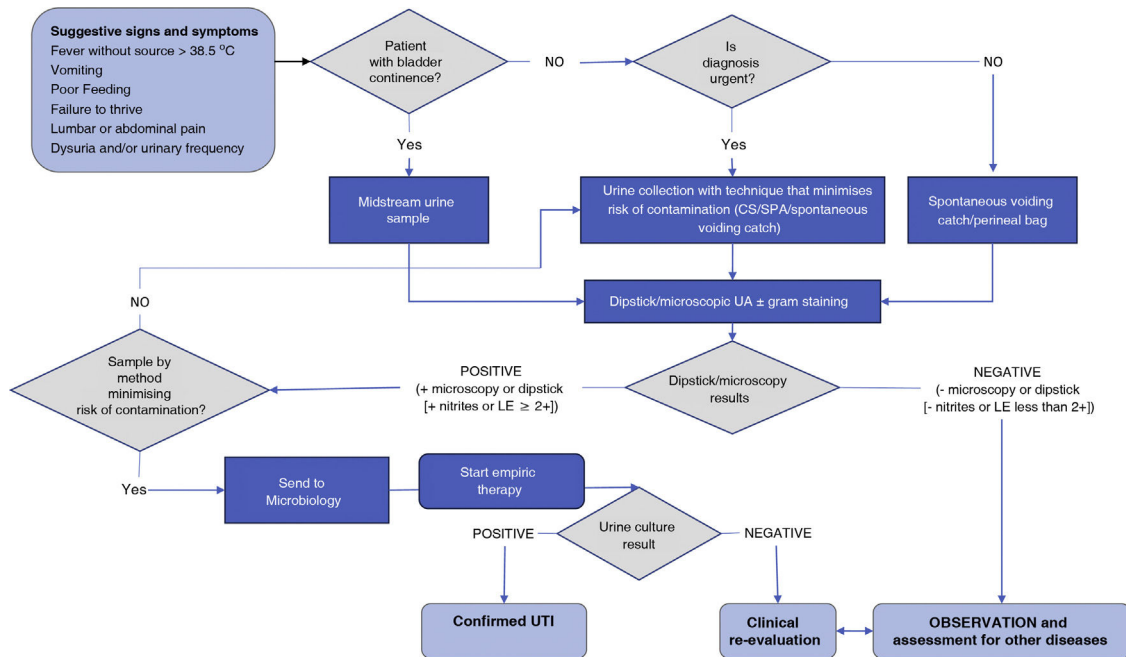 Suggestive signs and symptoms
Fever without source > 38.5 °C
Vomiting
Poor Feeding
Failure to thrive
Lumbar or abdominal pain
Dysuria and/or urinary frequency
Patient
with bladder
continence?
NO
Is
diagnosis
urgent?
NO
Yes
Yes
Midstream urine
sample
Urine collection with technique that minimises
risk of contamination (CS/SPA/spontaneous
voiding catch)
Spontaneous voiding
catch/perineal bag
Dipstick/microscopic UA ± gram staining
NO
Sample by
method
minimising
risk of contamination?
POSITIVE
(+ microscopy or dipstick
[+ nitrites or LE ≥ 2+])
Dipstick/microscopy
results
NEGATIVE
(- microscopy or dipstick
[- nitrites or LE less than 2+])
Yes
Send to
Microbiology
Start empiric
therapy
POSITIVE
Urine culture
result
NEGATIVE
Confirmed UTI
Clinical
re-evaluation
OBSERVATION and
assessment for other diseases